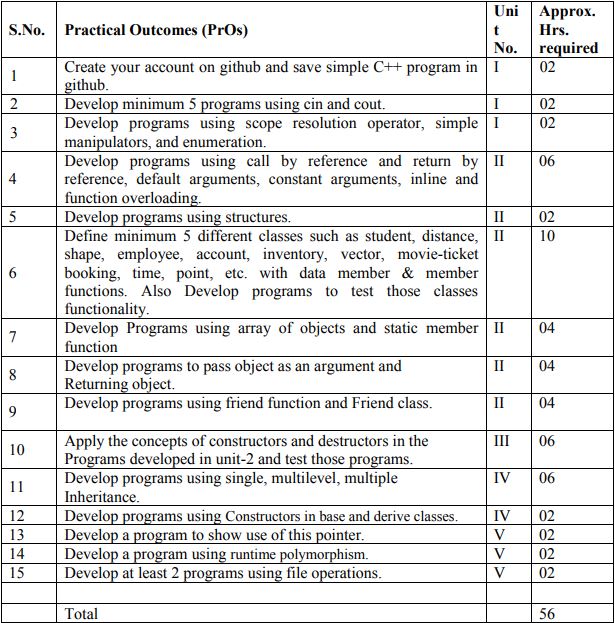 S.No. Practical Outcomes (PrOs) Uni t No. Approx. Hrs. required
1 Create your account on github and save simple C++ program in I 02
github.
2 Develop minimum 5 programs using cin and cout. I 02
3 Develop programs using scope resolution operator, simple I 02
manipulators, and enumeration.
4 Develop programs using call by reference and return by II 06
reference, default arguments, constant arguments, inline and
function overloading.
5 Develop programs using structures. II 02
6 Define minimum 5 different classes such as student, distance, II 10
shape, employee, account, inventory, vector, movie-ticket
booking, time, point, etc. with data member & member
functions. Also Develop programs to test those classes
functionality.
7 Develop Programs using array of objects and static member II 04
function
8 Develop programs to pass object as an argument and II 04
Returning object.
9 Develop programs using friend function and Friend class. II 04
10 Apply the concepts of constructors and destructors in the III 06
Programs developed in unit-2 and test those programs.
11 Develop programs using single, multilevel, multiple IV 06
Inheritance.
12 Develop programs using Constructors in base and derive classes. IV 02
13 Develop a program to show use of this pointer. V 02
14 Develop a program using runtime polymorphism. V 02
15 Develop at least 2 programs using file operations. V 02
Total 56